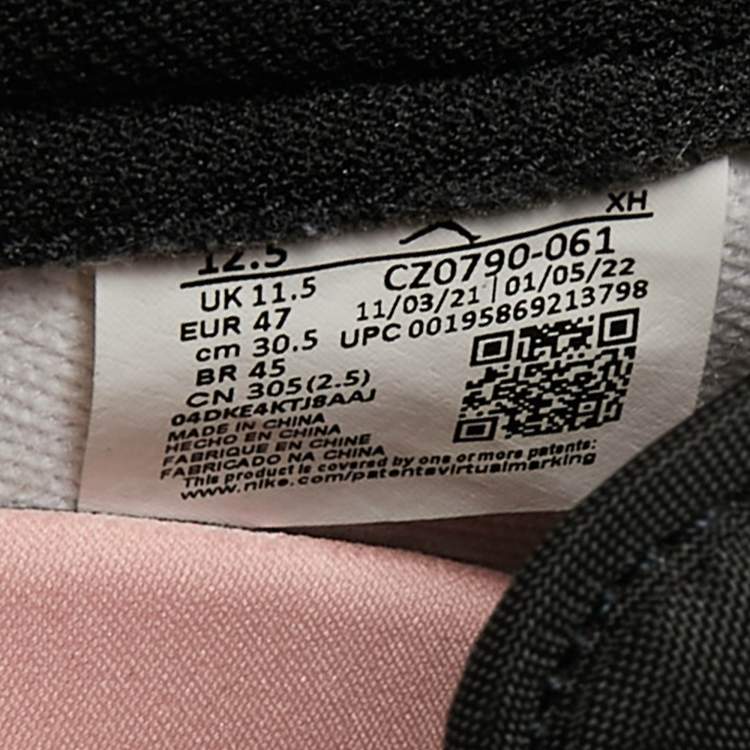 XH
12.5
UK 11.5
EUR 47
cm 30.5
BR 45
CN 305(2.5)
CZ0790-061
11/03/21 | 01/05/22
UPC 00195869213798
04DKE4KTJ8AAJ
MADE IN CHINA
HECHO EN CHINA
FABRIQUE EN CHINE
FABRICADO NA CHINA
This product is covered by one or more patents:
www.nike.com/patentsvirtualmarking